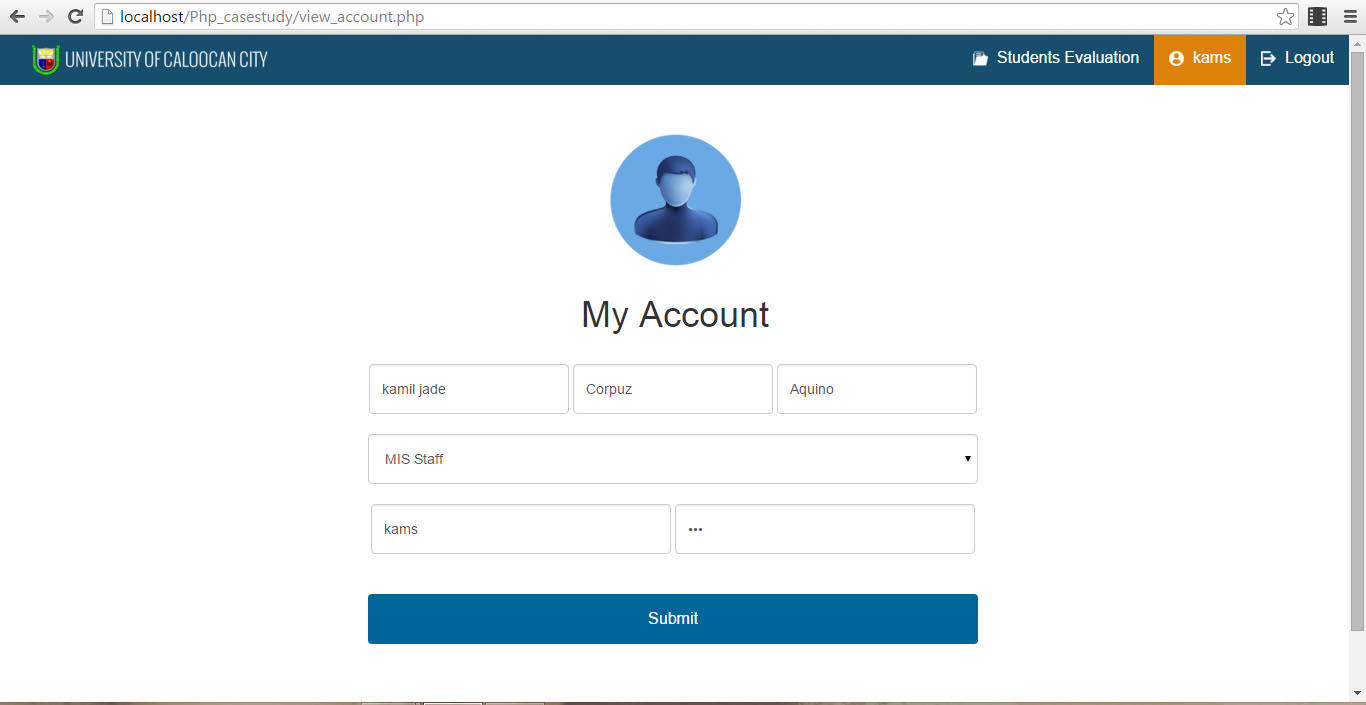 localhost/Php_casestudy/view_account.php
UNIVERSITY OF CALOOCAN CITY
Students Evaluation
kams
Logout
My Account
kamil jade
Corpuz
Aquino
MIS Staff
kams
•••
Submit